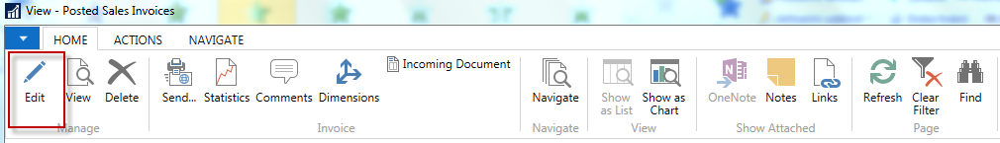 View - Posted Sales Invoices
HOME ACTIONS NAVIGATE
Edit View Delete
Manage
Send... Statistics Comments Dimensions Incoming Document
Invoice
Navigate
Navigate
Show as List Show as Chart
View
OneNote Notes Links
Show Attached
Refresh Clear Filter Find
Page